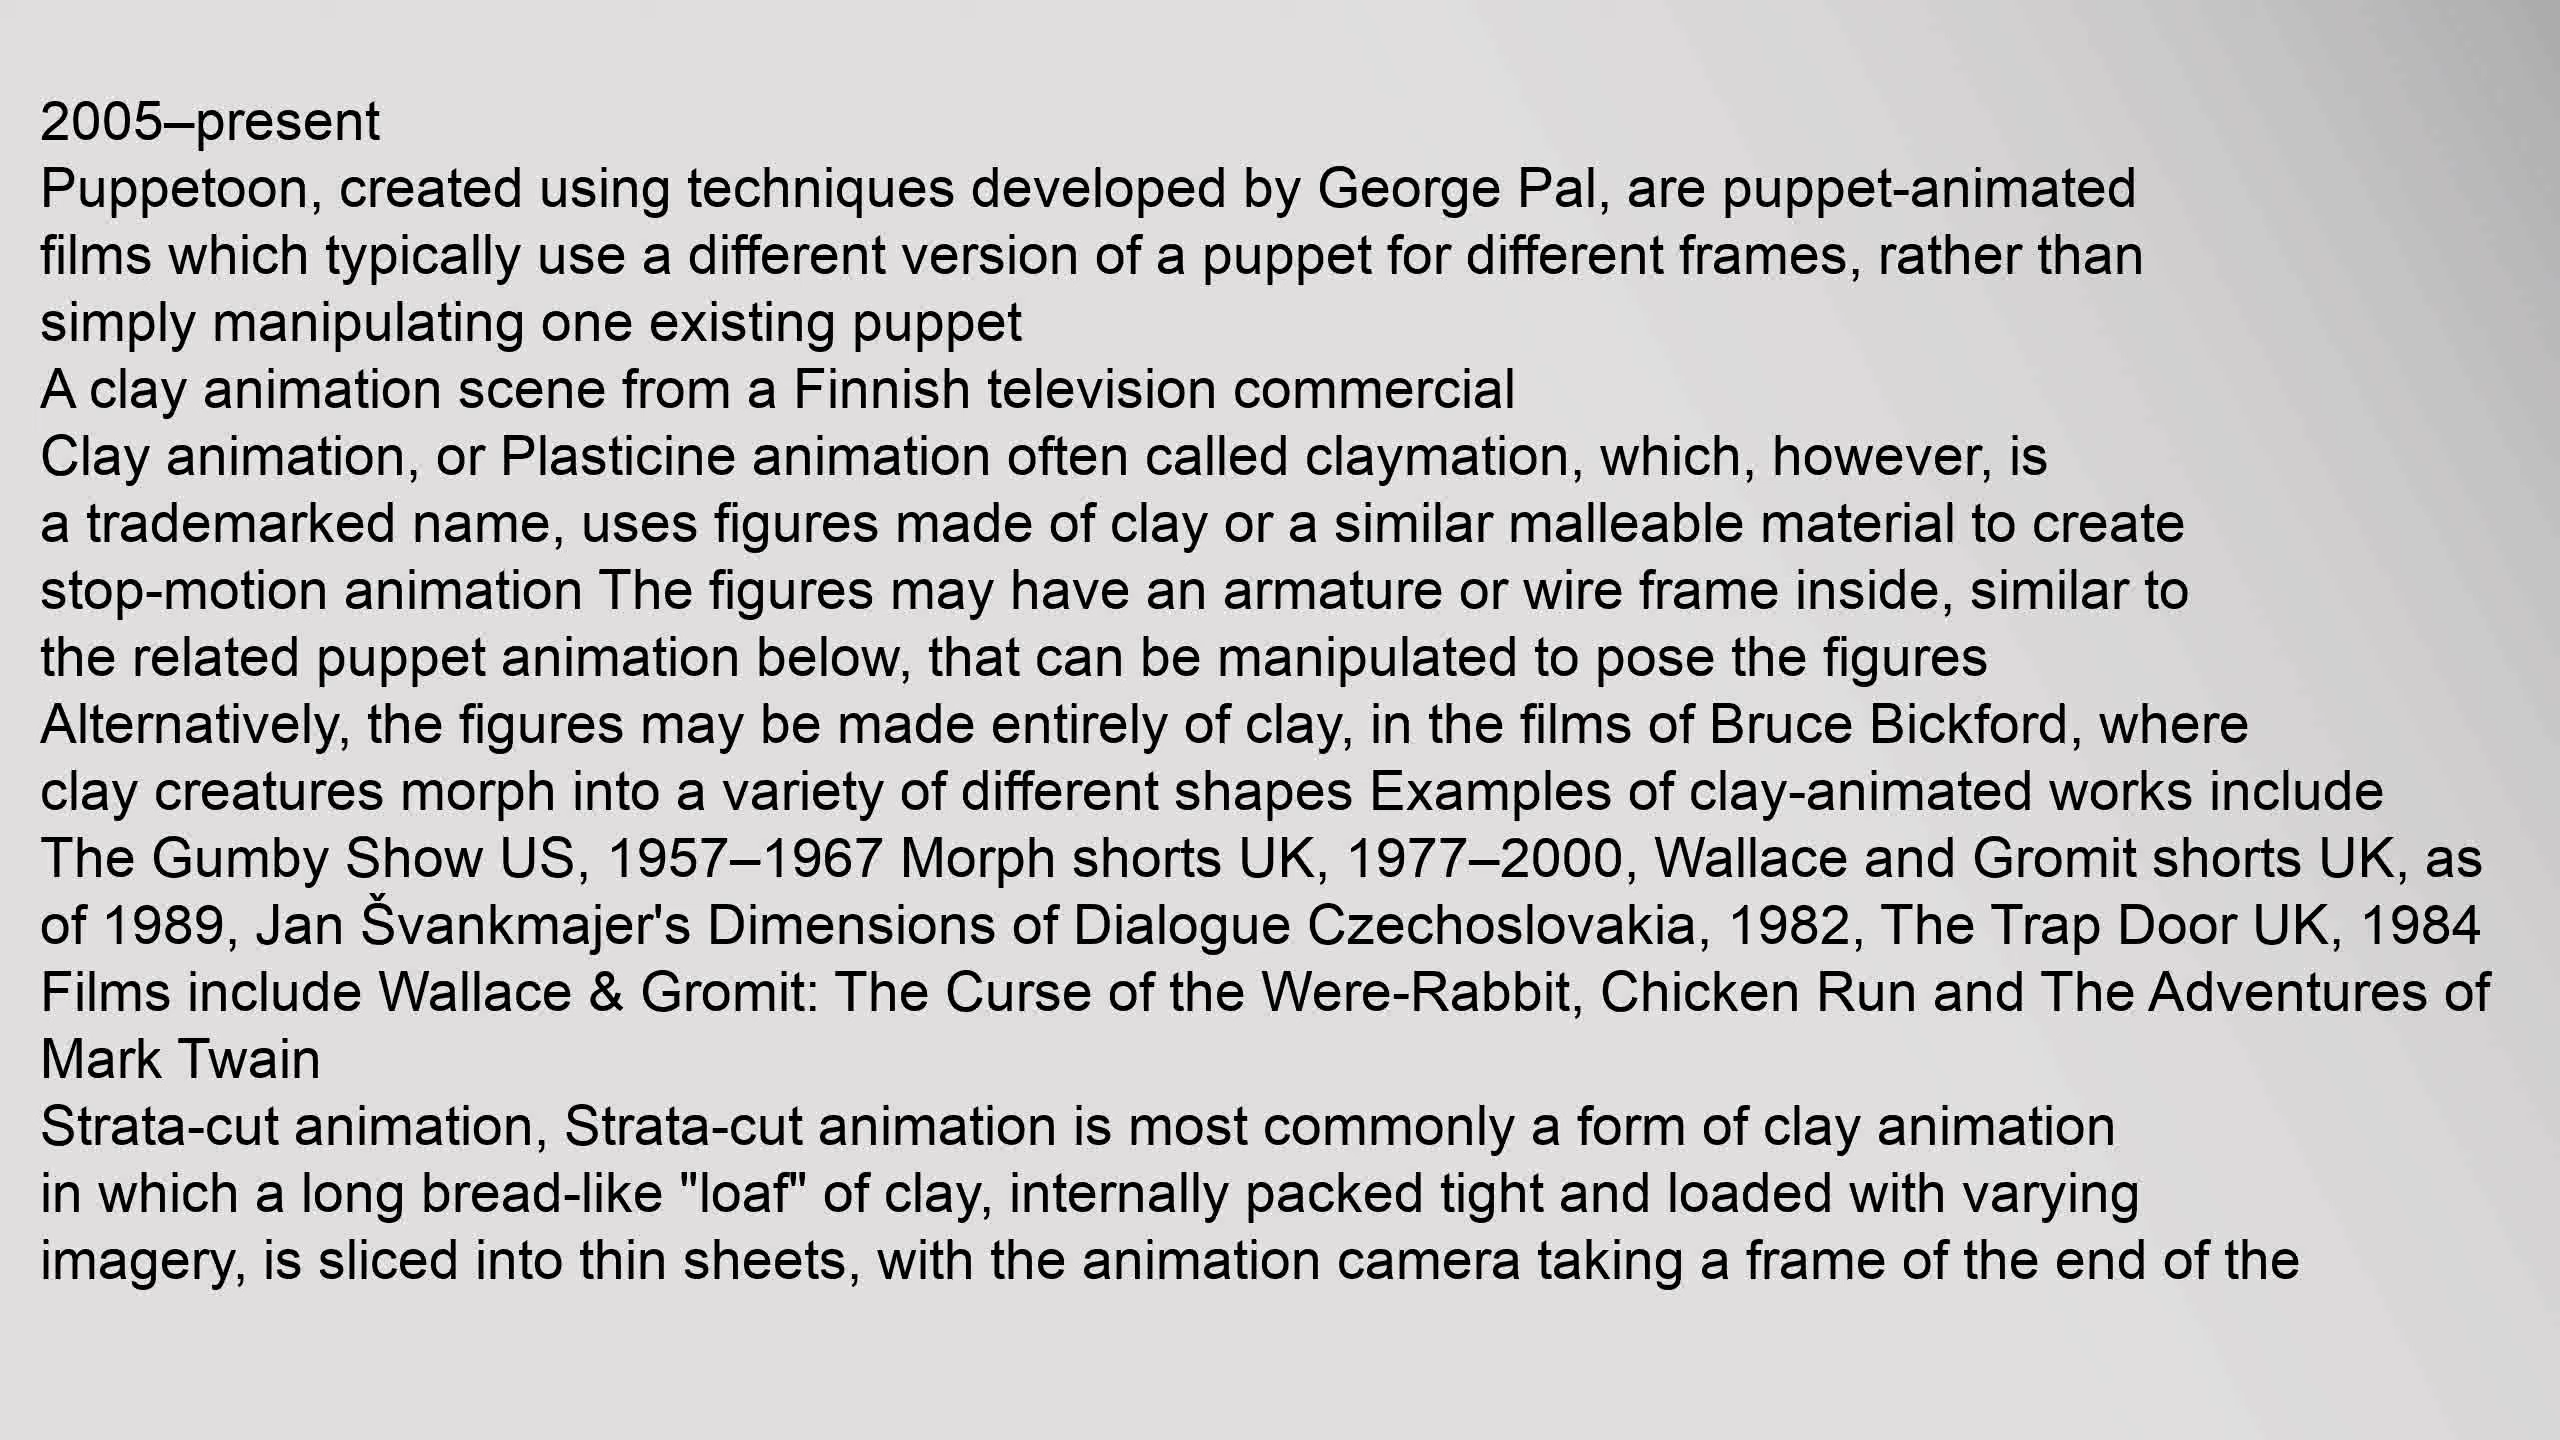 2005–present
Puppetoon, created using techniques developed by George Pal, are puppet-animated
films which typically use a different version of a puppet for different frames, rather than
simply manipulating one existing puppet
A clay animation scene from a Finnish television commercial
Clay animation, or Plasticine animation often called claymation, which, however, is
a trademarked name, uses figures made of clay or a similar malleable material to create
stop-motion animation The figures may have an armature or wire frame inside, similar to
the related puppet animation below, that can be manipulated to pose the figures
Alternatively, the figures may be made entirely of clay, in the films of Bruce Bickford, where
clay creatures morph into a variety of different shapes Examples of clay-animated works include
The Gumby Show US, 1957–1967 Morph shorts UK, 1977–2000, Wallace and Gromit shorts UK, as
of 1989, Jan Švankmajer's Dimensions of Dialogue Czechoslovakia, 1982, The Trap Door UK, 1984
Films include Wallace & Gromit: The Curse of the Were-Rabbit, Chicken Run and The Adventures of
Mark Twain
Strata-cut animation, Strata-cut animation is most commonly a form of clay animation
in which a long bread-like "loaf" of clay, internally packed tight and loaded with varying
imagery, is sliced into thin sheets, with the animation camera taking a frame of the end of the